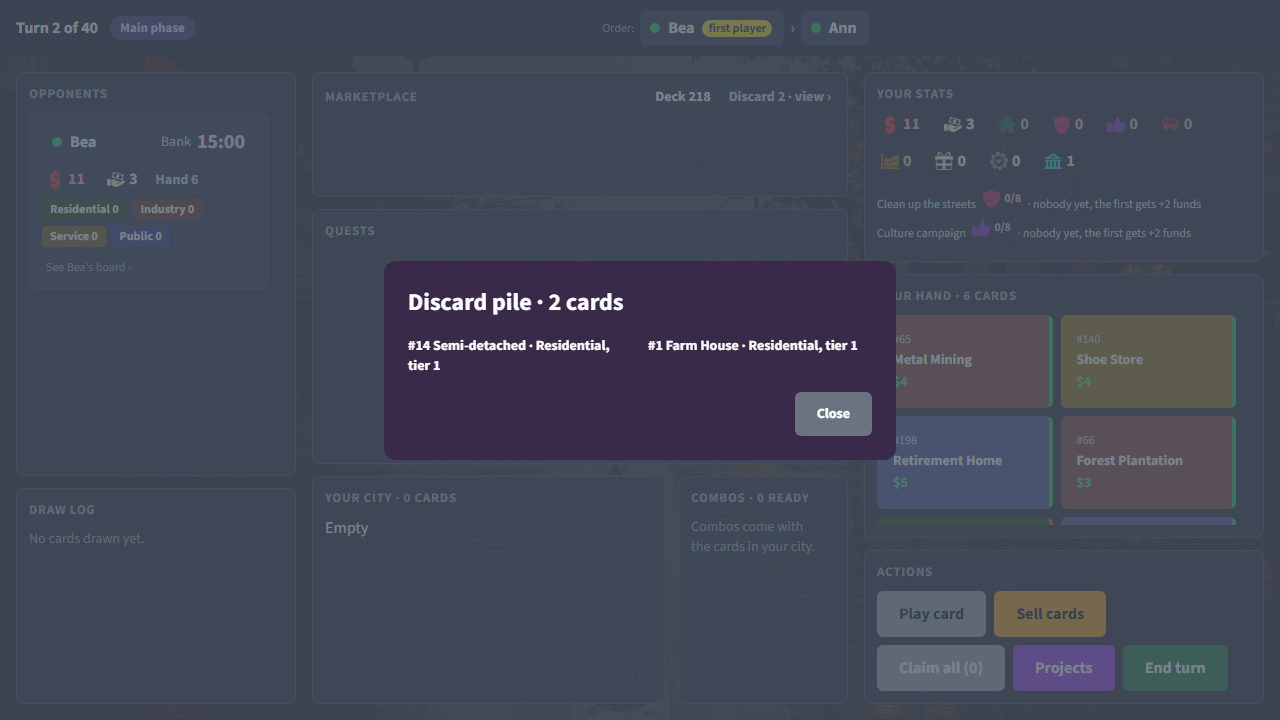 Turn 2 of 40
Main phase
Order:
Bea
first player
›
Ann
OPPONENTS
Bea
Bank 15:00
11
3
Hand 6
Residential 0
Industry 0
Service 0
Public 0
See Bea's board ›
DRAW LOG
No cards drawn yet.
MARKETPLACE
Deck 218
Discard 2 · view ›
QUESTS
Discard pile · 2 cards
#14 Semi-detached · Residential,
tier 1
#1 Farm House · Residential, tier 1
Close
YOUR CITY · 0 CARDS
Empty
COMBOS · 0 READY
Combos come with
the cards in your city.
YOUR STATS
11
3
0
0
0
0
0
0
0
1
Clean up the streets 0/8 · nobody yet, the first gets +2 funds
Culture campaign 0/8 · nobody yet, the first gets +2 funds
UR HAND · 6 CARDS
#65
Metal Mining
$4
#140
Shoe Store
$4
#198
Retirement Home
$5
#66
Forest Plantation
$3
ACTIONS
Play card
Sell cards
Claim all (0)
Projects
End turn